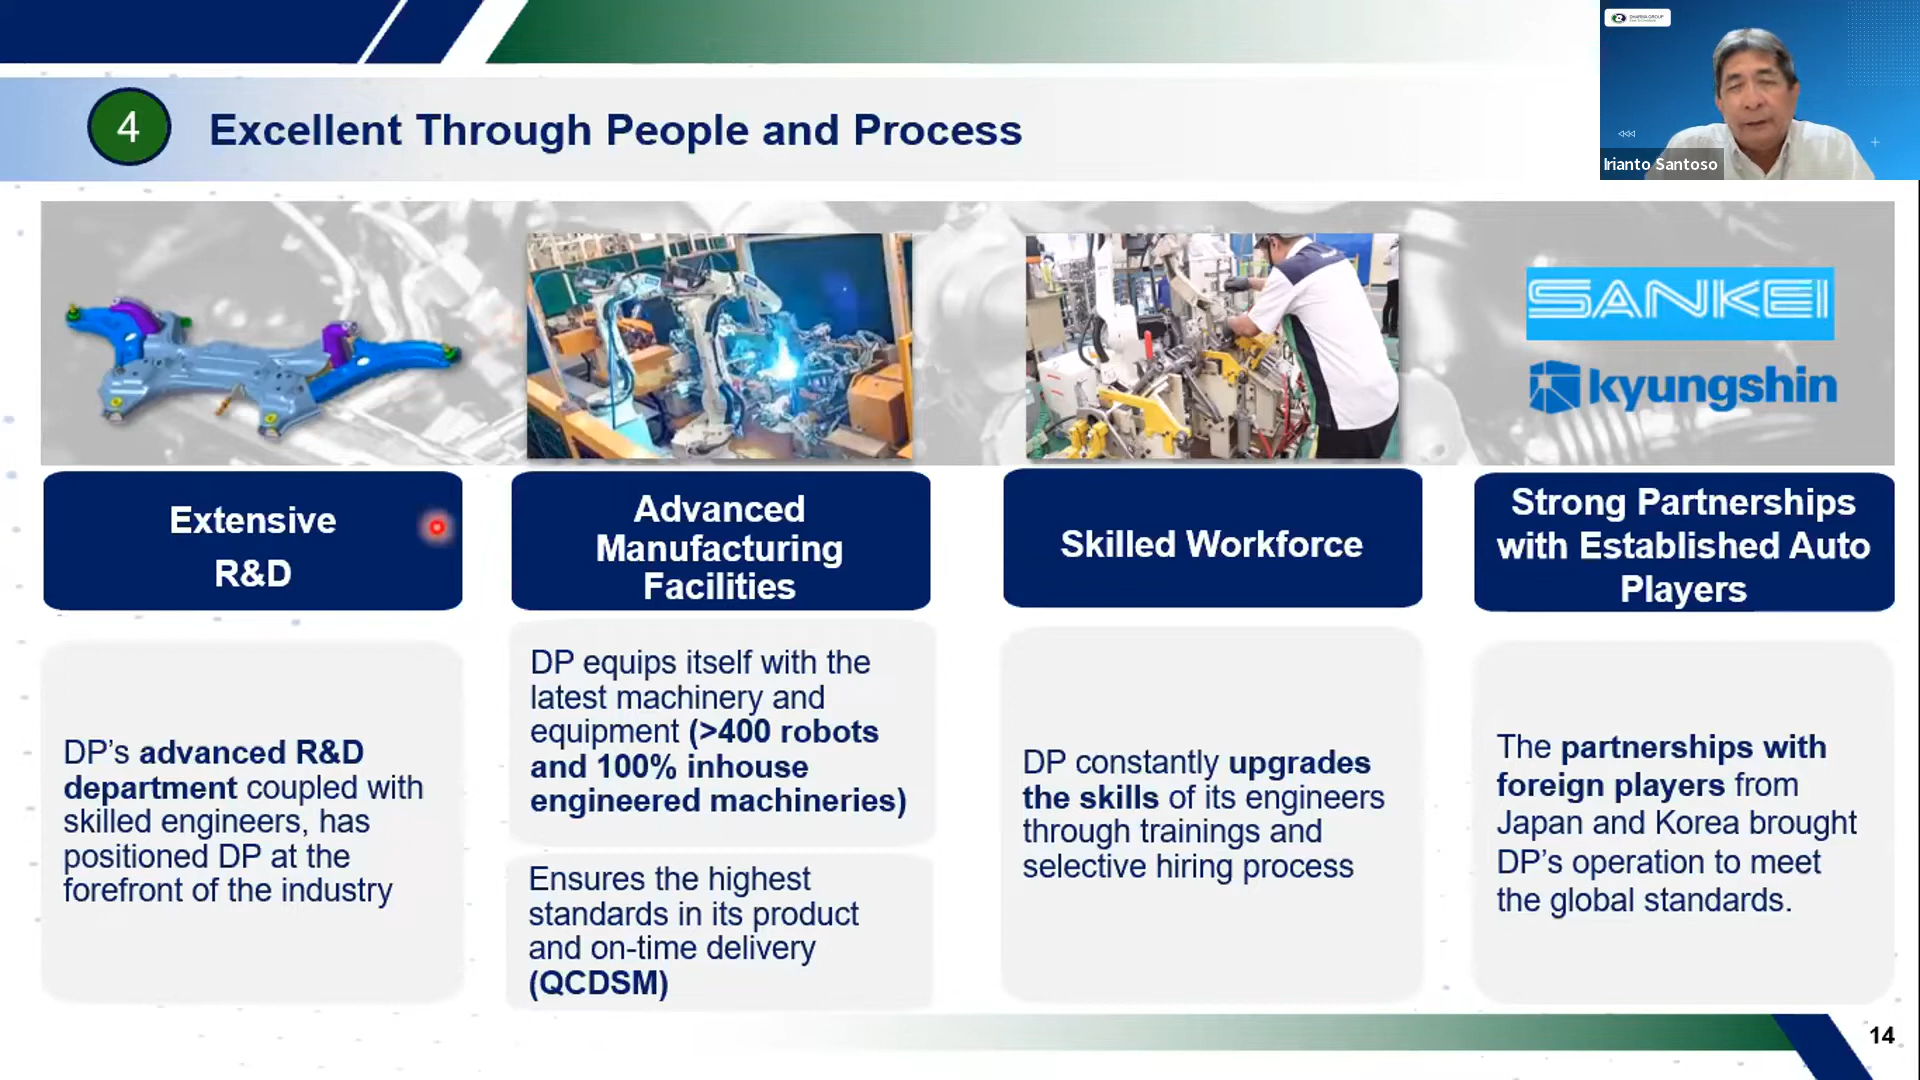 DHARMA GROUP
Irianto Santoso
4
Excellent Through People and Process
SANKEI
kyungshin
Extensive
R&D
DP's advanced R&D
department coupled with
skilled engineers, has
positioned DP at the
forefront of the industry
Advanced
Manufacturing
Facilities
DP equips itself with the
latest machinery and
equipment (>400 robots
and 100% inhouse
engineered machineries)
Ensures the highest
standards in its product
and on-time delivery
(QCDSM)
Skilled Workforce
DP constantly upgrades
the skills of its engineers
through trainings and
selective hiring process
Strong Partnerships
with Established Auto
Players
The partnerships with
foreign players from
Japan and Korea brought
DP's operation to meet
the global standards.
14